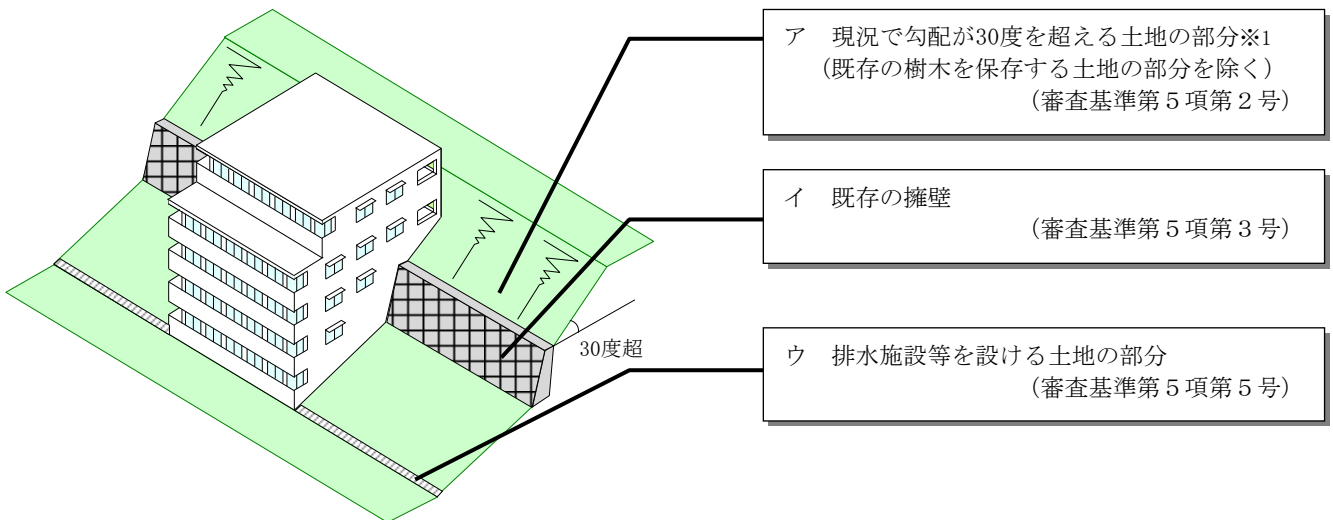 ア　現況で勾配が30度を超える土地の部分※1
（既存の樹木を保存する土地の部分を除く）
（審査基準第５項第２号）
イ　既存の擁壁
（審査基準第５項第３号）
30度超
ウ　排水施設等を設ける土地の部分
（審査基準第５項第５号）